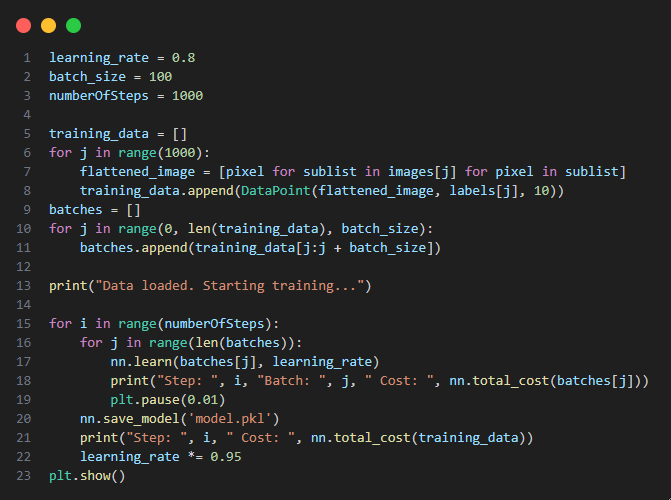 1 learning_rate = 0.8
2 batch_size = 100
3 numberOfSteps = 1000
4
5 training_data = []
6 for j in range(1000):
7     flattened_image = [pixel for sublist in images[j] for pixel in sublist]
8     training_data.append(DataPoint(flattened_image, labels[j], 10))
9 batches = []
10 for j in range(0, len(training_data), batch_size):
11     batches.append(training_data[j:j + batch_size])
12
13 print("Data loaded. Starting training...")
14
15 for i in range(numberOfSteps):
16     for j in range(len(batches)):
17         nn.learn(batches[j], learning_rate)
18         print("Step: ", i, "Batch: ", j, " Cost: ", nn.total_cost(batches[j]))
19         plt.pause(0.01)
20     nn.save_model('model.pkl')
21     print("Step: ", i, " Cost: ", nn.total_cost(training_data))
22     learning_rate *= 0.95
23 plt.show()